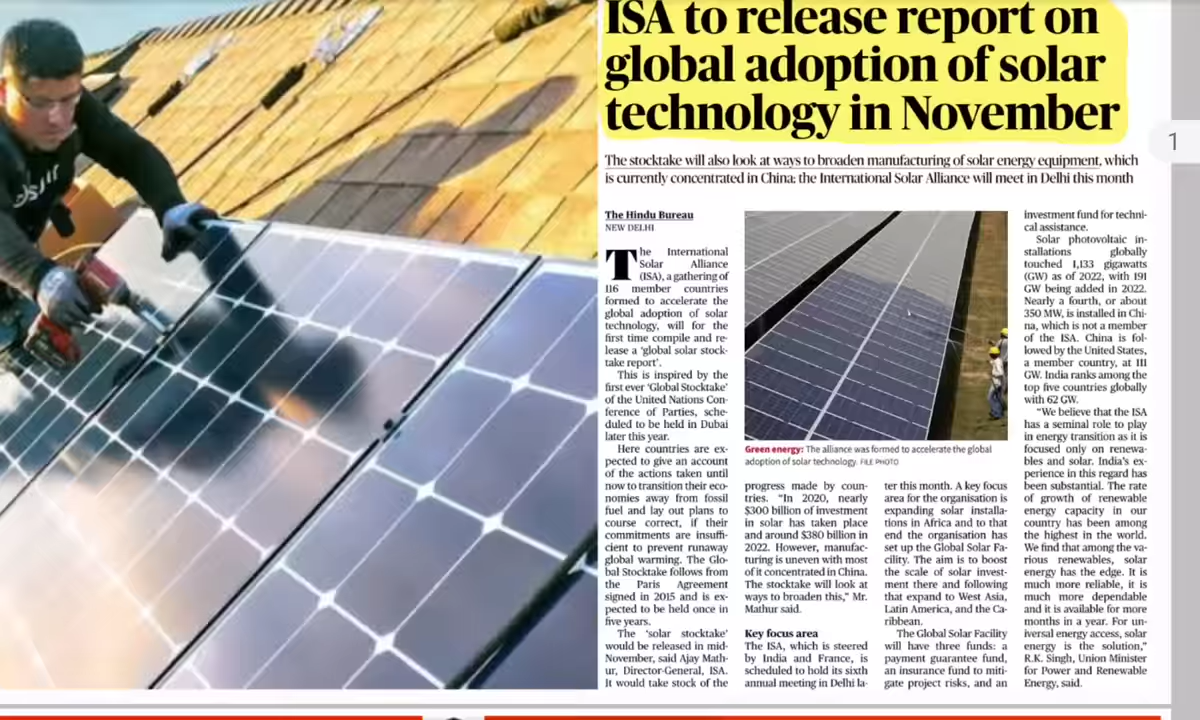 ISA to release report on
global adoption of solar
technology in November
The stocktake will also look at ways to broaden manufacturing of solar energy equipment, which
is currently concentrated in China; the International Solar Alliance will meet in Delhi this month
The Hindu Bureau
NEW DELHI
The International
Solar Alliance
(ISA), a gathering of
116 member countries
formed to accelerate the
global adoption of solar
technology, will for the
first time compile and re-
lease a ‘global solar stock-
take report’.
This is inspired by the
first ever ‘Global Stocktake’
of the United Nations Con-
ference of Parties, sche-
duled to be held in Dubai
later this year.
Here countries are ex-
pected to give an account
of the actions taken until
now to transition their eco-
nomies away from fossil
fuel and lay out plans to
course correct, if their
commitments are insuffi-
cient to prevent runaway
global warming. The Glo-
bal Stocktake follows from
the Paris Agreement
signed in 2015 and is ex-
pected to be held once in
five years.
The ‘solar stocktake’
would be released in mid-
November, said Ajay Math-
ur, Director-General, ISA.
It would take stock of the
Green energy: The alliance was formed to accelerate the global
adoption of solar technology. FILE PHOTO
progress made by coun-
tries. “In 2020, nearly
$300 billion of investment
in solar has taken place
and around $380 billion in
2022. However, manufac-
turing is uneven with most
of it concentrated in China.
The stocktake will look at
ways to broaden this,” Mr.
Mathur said.
Key focus area
The ISA, which is steered
by India and France, is
scheduled to hold its sixth
annual meeting in Delhi la-
ter this month. A key focus
area for the organisation is
expanding solar installa-
tions in Africa and to that
end the organisation has
set up the Global Solar Fa-
cility. The aim is to boost
the scale of solar invest-
ment there and following
that expand to West Asia,
Latin America, and the Ca-
ribbean.
The Global Solar Facility
will have three funds: a
payment guarantee fund,
an insurance fund to miti-
gate project risks, and an
investment fund for techni-
cal assistance.
Solar photovoltaic in-
stallations globally
touched 1,133 gigawatts
(GW) as of 2022, with 191
GW being added in 2022.
Nearly a fourth, or about
350 MW, is installed in Chi-
na, which is not a member
of the ISA. China is fol-
lowed by the United States,
a member country, at 111
GW. India ranks among the
top five countries globally
with 62 GW.
“We believe that the ISA
has a seminal role to play
in energy transition as it is
focused only on renewa-
bles and solar. India’s ex-
perience in this regard has
been substantial. The rate
of growth of renewable
energy capacity in our
country has been among
the highest in the world.
We find that among the va-
rious renewables, solar
energy has the edge. It is
much more reliable, it is
much more dependable
and it is available for more
months in a year. For un-
iversal energy access, solar
energy is the solution,”
R.K. Singh, Union Minister
for Power and Renewable
Energy, said.
1